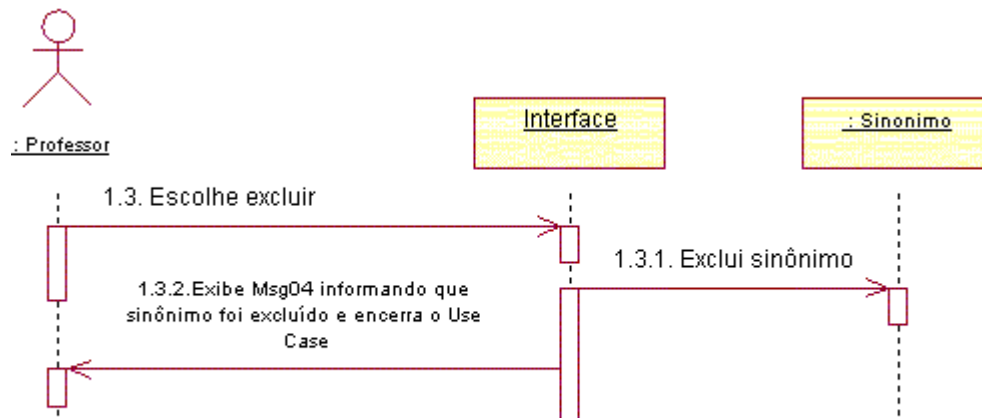 : Professor
Interface
: Sinonimo
1.3. Escolhe excluir
1.3.1. Exclui sinônimo
1.3.2.Exibe Msg04 informando que
sinônimo foi excluído e encerra o Use
Case